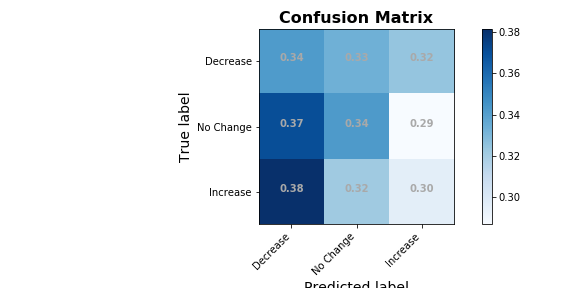 Confusion Matrix
True label
Decrease 0.34 0.33 0.32
No Change 0.37 0.34 0.29
Increase 0.38 0.32 0.30
Decrease No Change Increase
Predicted label
0.38
0.36
0.34
0.32
0.30